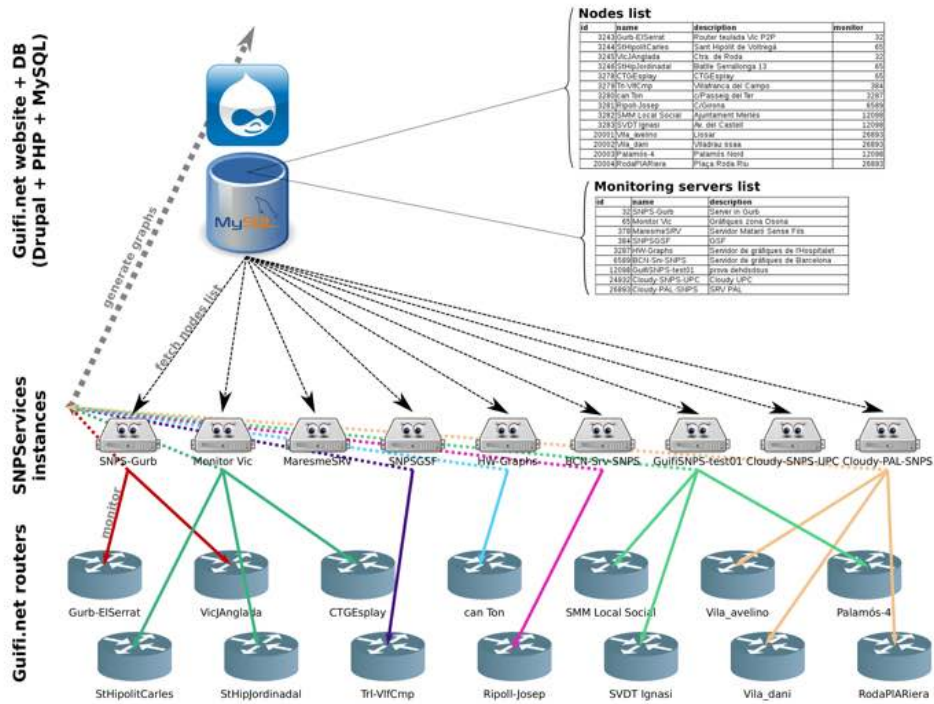 Guifi.net website + DB
(Drupal + PHP + MySQL)
generate graphs
MySQL
fetch nodes list
Nodes list
id name description monitor
3243 Gurb-ElSerrat Router teulada Vic P2P 32
3244 StHipolitCarles Sant Hipòlit de Voltregà 65
3245 VicJAnglada Ctra. de Roda 32
3246 StHipJordinadal Batlle Serrallonga 13 65
3278 CTGEsplay CTGEsplay 65
3279 Vilafranca del Campo 384
3280 can Ton c/Passeig del Ter 3287
3281 Ripoll-Josep C/Girona 6589
3282 SMM Local Social Ajuntament Merlès 12098
3283 SVDT Ignasi Av. del Castell 12098
20001 Vila_avelino Llosar 26893
20002 Vila_dani Viladrau 26893
20003 Palamós-4 Palamós Nord 12098
20004 RodaPlARiera Plaça Roda Riu 26893
Monitoring servers list
id name description
32 SNPS-Gurb Server in Gurb
65 Monitor Vic Gràfiques zona Osona
378 MaresmeSRV Servidor Mataró Sense Fils
384 SNPSGSF GSF
3287 HW-Graphs Servidor de gràfiques de l'Hospitalet
6589 BCN-Srv-SNPS Servidor de gràfiques de Barcelona
12098 GuifiSNPS-test01 prova
24932 Cloudy-SNPS-UPC Cloudy UPC
26893 Cloudy-PAL-SNPS SRV PAL
SNPServices
instances
SNPS-Gurb
Monitor Vic
MaresmeSRV
SNPSGSF
HW-Graphs
BCN-Srv-SNPS
GuifiSNPS-test01
Cloudy-SNPS-UPC
Cloudy-PAL-SNPS
monitor
Guifi.net routers
Gurb-ElSerrat
VicJAnglada
CTGEsplay
can Ton
SMM Local Social
Vila_avelino
Palamós-4
StHipolitCarles
StHipJordinadal
Trl-VlfCmp
Ripoll-Josep
SVDT Ignasi
Vila_dani
RodaPlARiera